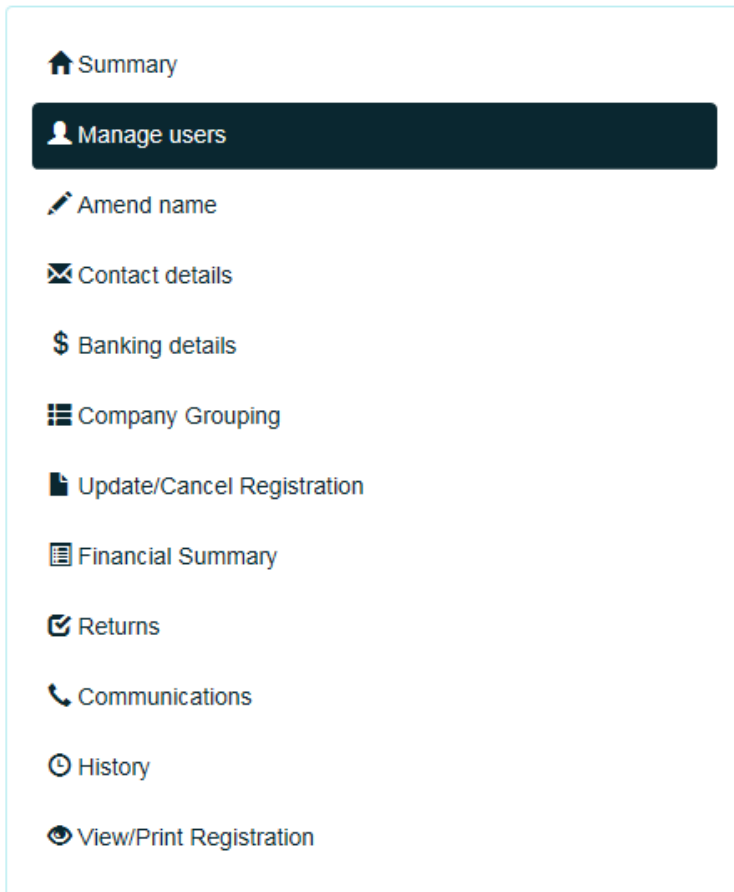 Summary
Manage users
Amend name
Contact details
$ Banking details
Company Grouping
Update/Cancel Registration
Financial Summary
Returns
Communications
History
View/Print Registration